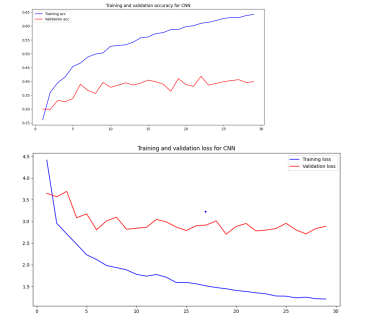 Training and validation accuracy for CNN
0.65
Training acc
Validation acc
0.60
0.55
0.50
0.45
0.40
0.35
0.30
0.25
0 5 10 15 20 25 30
Training and validation loss for CNN
4.5
Training loss
Validation loss
4.0
3.5
3.0
2.5
2.0
1.5
0 5 10 15 20 25 30